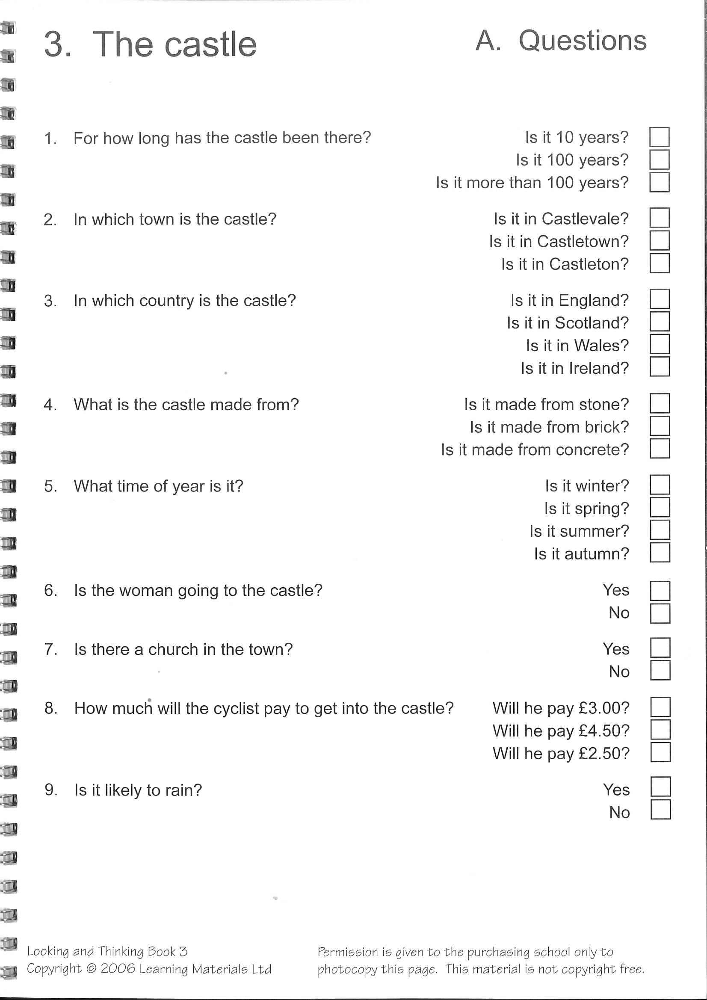 3. The castle
A. Questions
1. For how long has the castle been there? Is it 10 years?
Is it 100 years?
Is it more than 100 years?
2. In which town is the castle? Is it in Castlevale?
Is it in Castletown?
Is it in Castleton?
3. In which country is the castle? Is it in England?
Is it in Scotland?
Is it in Wales?
Is it in Ireland?
4. What is the castle made from? Is it made from stone?
Is it made from brick?
Is it made from concrete?
5. What time of year is it? Is it winter?
Is it spring?
Is it summer?
Is it autumn?
6. Is the woman going to the castle? Yes
No
7. Is there a church in the town? Yes
No
8. How much will the cyclist pay to get into the castle? Will he pay £3.00?
Will he pay £4.50?
Will he pay £2.50?
9. Is it likely to rain? Yes
No
Looking and Thinking Book 3
Copyright © 2006 Learning Materials Ltd
Permission is given to the purchasing school only to
photocopy this page. This material is not copyright free.